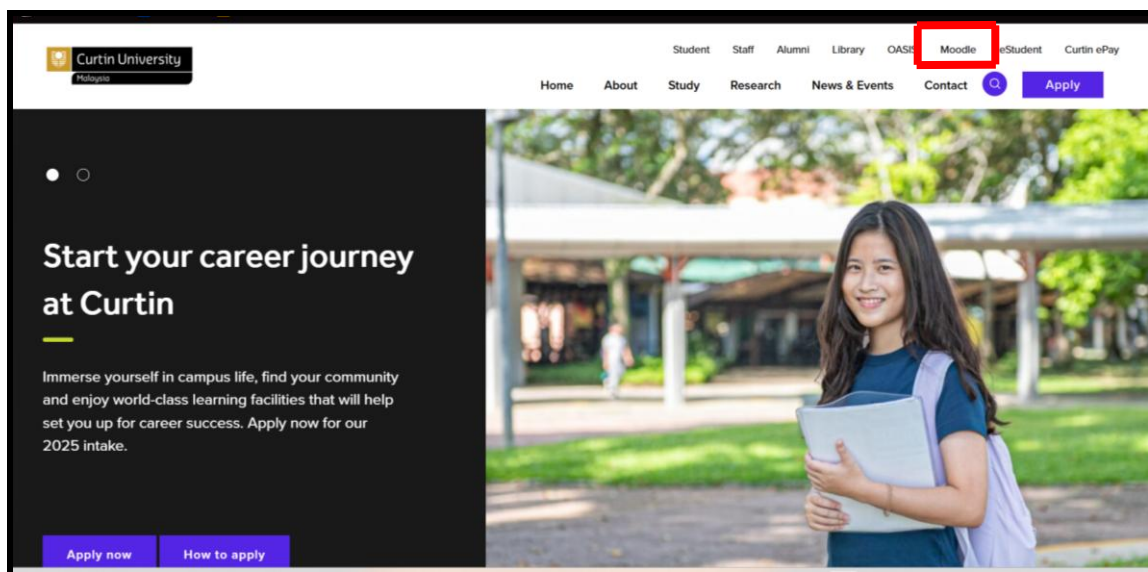 Curtin University
Malaysia
Student Staff Alumni Library OASIS Moodle eStudent Curtin ePay
Home About Study Research News & Events Contact Apply
Start your career journey
at Curtin
Immerse yourself in campus life, find your community
and enjoy world-class learning facilities that will help
set you up for career success. Apply now for our
2025 intake.
Apply now How to apply